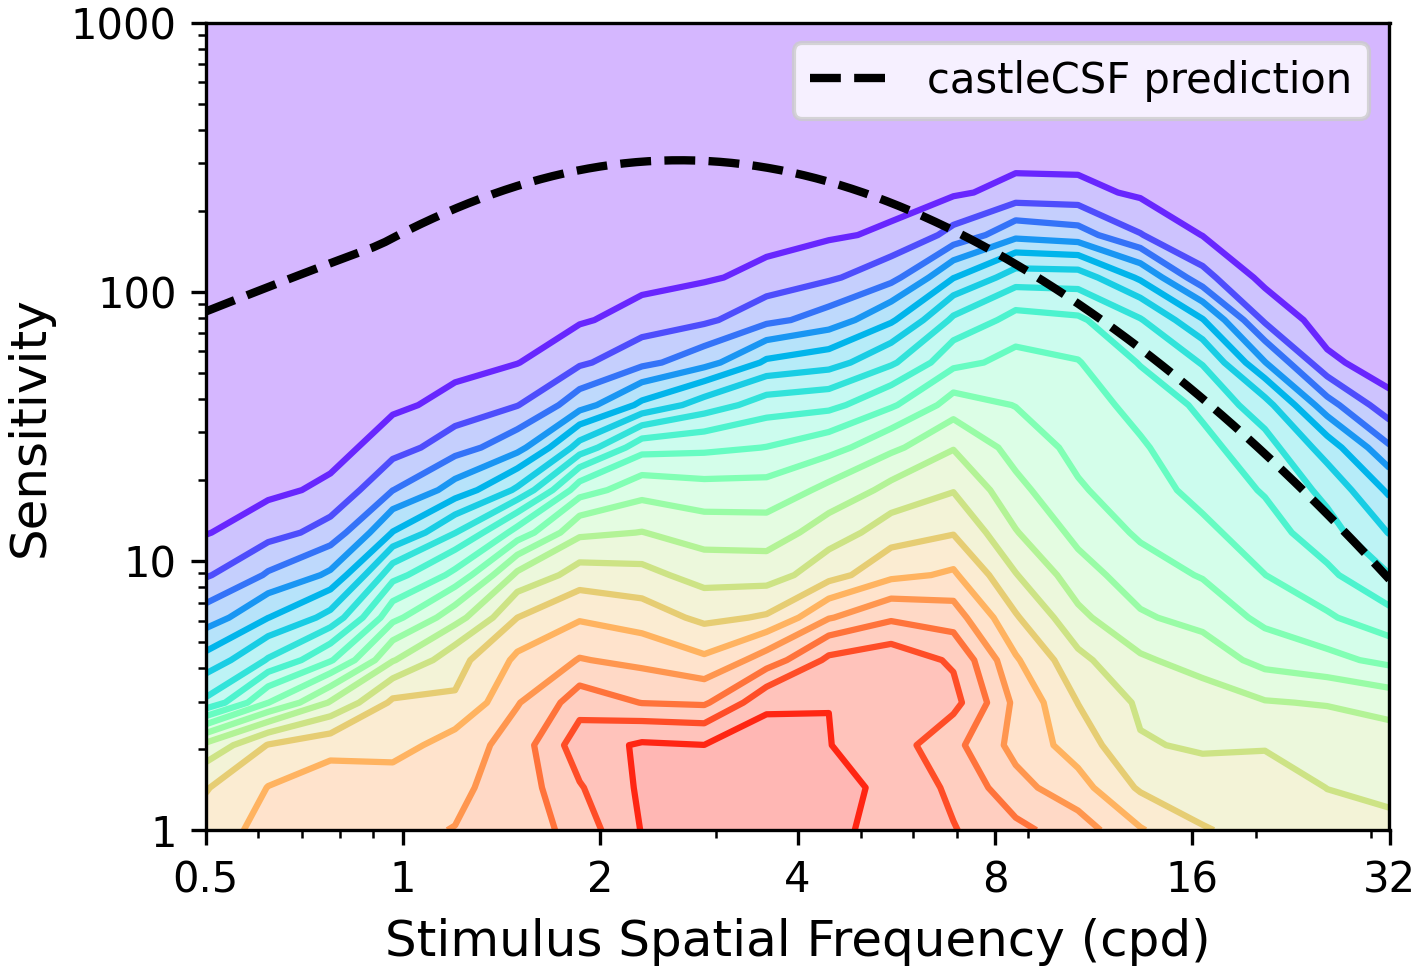 1000
100
10
1
Sensitivity
castleCSF prediction
0.5 1 2 4 8 16 32
Stimulus Spatial Frequency (cpd)